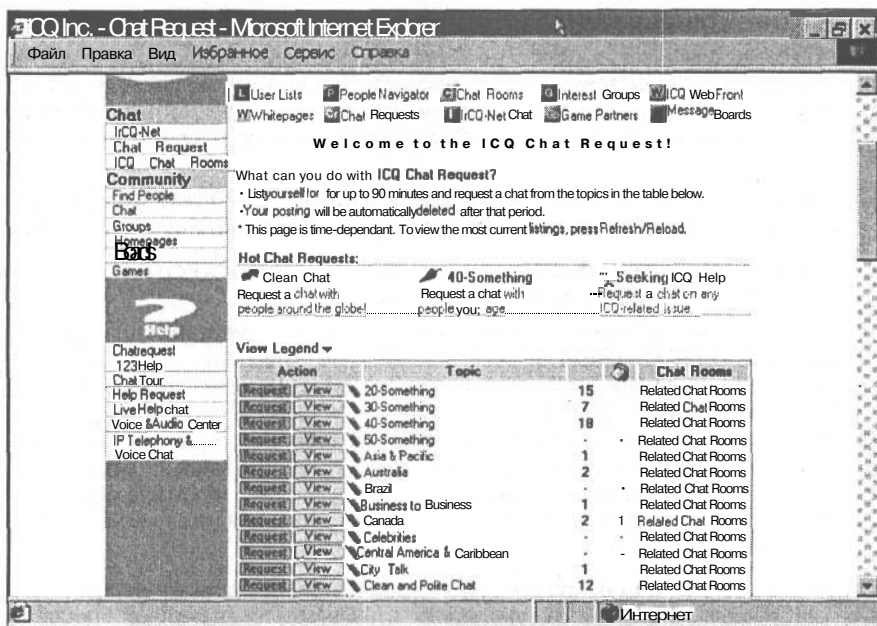 ICQ Inc. - Chat Request - Microsoft Internet Explorer
Файл Правка Вид Избранное Сервис Справка
User Lists People Navigator Chat Rooms Interest Groups ICQ WebFront
Whitepages Chat Requests IrCQ-Net Chat Game Partners Message Boards
Chat
IrCQ-Net
Chat Request
ICQ Chat Rooms
Community
Find People
Chat
Groups
Homepages
Boards
Games
Help
Chat request
123 Help
Chat Tour
Help Request
Live Help chat
Voice & Audio Center
IP Telephony &
Voice Chat
Welcome to the ICQ Chat Request!
What can you do with ICQ Chat Request?
· List yourself for for up to 90 minutes and request a chat from the topics in the table below.
· Your posting will be automatically deleted after that period.
* This page is time-dependant. To view the most current listings, press Refresh/Reload.
Hot Chat Requests:
Clean Chat 40-Something Seeking ICQ Help
Request a chat with Request a chat with Request a chat on any
people around the globe! people your age ICQ-related issue
View Legend
Action Topic Chat Rooms
Request View 20-Something 15 Related Chat Rooms
Request View 30-Something 7 Related Chat Rooms
Request View 40-Something 18 Related Chat Rooms
Request View 50-Something - · Related Chat Rooms
Request View Asia & Pacific 1 Related Chat Rooms
Request View Australia 2 Related Chat Rooms
Request View Brazil - · Related Chat Rooms
Request View Business to Business 1 Related Chat Rooms
Request View Canada 2 1 Related Chat Rooms
Request View Celebrities - - Related Chat Rooms
Request View Central America & Caribbean - - Related Chat Rooms
Request View City Talk 1 Related Chat Rooms
Request View Clean and Polite Chat 12 Related Chat Rooms
Интернет